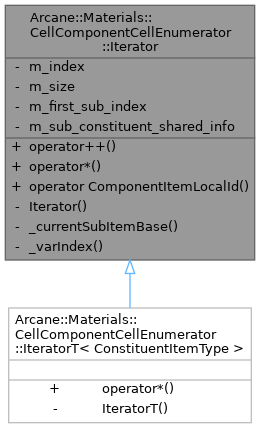 Arcane::Materials::
CellComponentCellEnumerator
::Iterator
- m_index
- m_size
- m_first_sub_index
- m_sub_constituent_shared_info
+ operator++()
+ operator*()
+ operator ComponentItemLocalId()
- Iterator()
- _currentSubItemBase()
- _varIndex()
Arcane::Materials::
CellComponentCellEnumerator
::IteratorT< ConstituentItemType >
+ operator*()
- IteratorT()